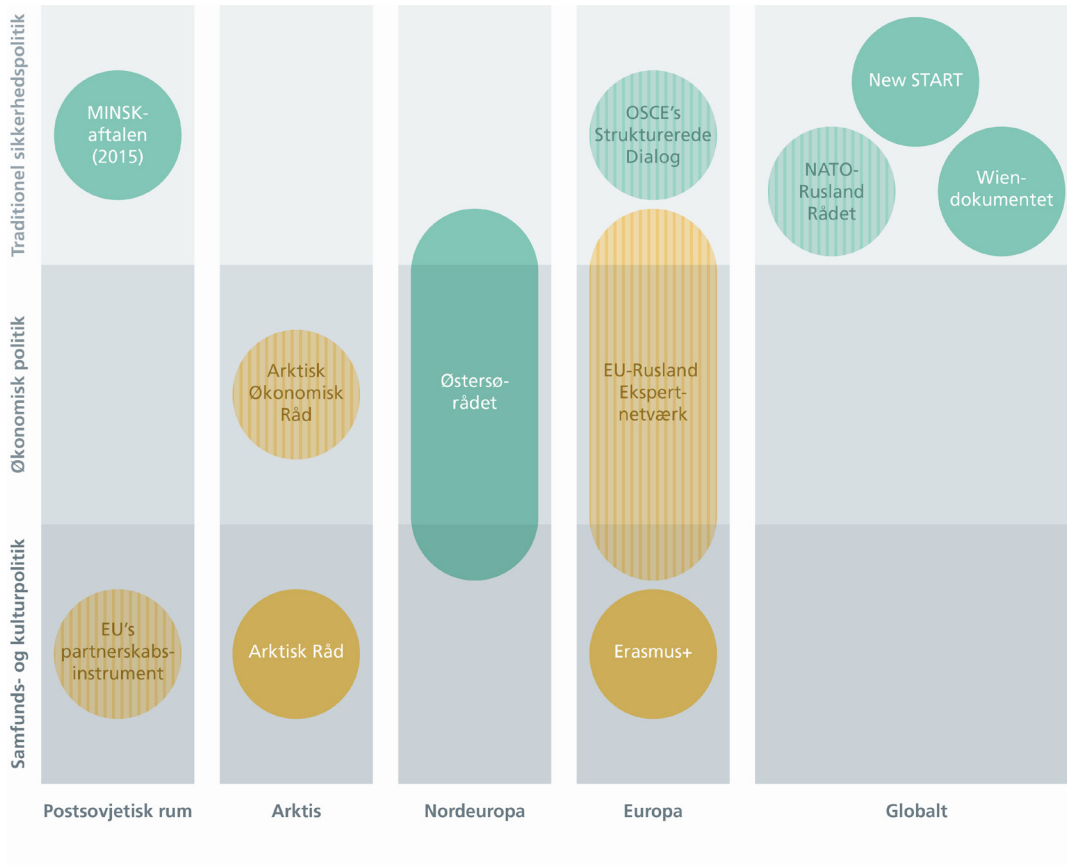 Traditionel sikkerhedspolitik
MINSK-
aftalen
(2015)
OSCE's
Strukturerede
Dialog
New START
NATO-
Rusland
Rådet
Wien-
dokumentet
Økonomisk politik
Arktisk
Økonomisk
Råd
Østersø-
rådet
EU-Rusland
Ekspert-
netværk
Samfunds- og kulturpolitik
EU's
partnerskabs-
instrument
Arktisk Råd
Erasmus+
Postsovjetisk rum
Arktis
Nordeuropa
Europa
Globalt